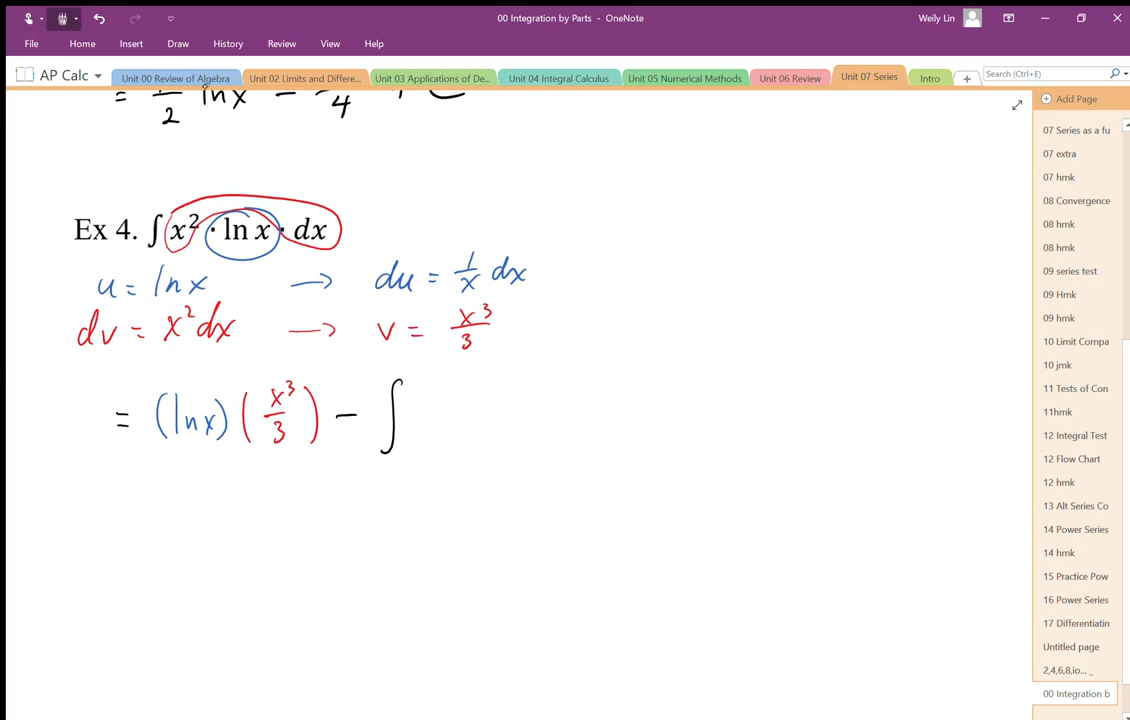 00 Integration by Parts - OneNote
Weily Lin
File Home Insert Draw History Review View Help
AP Calc
Unit 00 Review of Algebra
Unit 02 Limits and Differe...
Unit 03 Applications of De...
Unit 04 Integral Calculus
Unit 05 Numerical Methods
Unit 06 Review
Unit 07 Series
Intro
Search (Ctrl+E)
Add Page
07 Series as a fu
07 extra
07 hmk
08 Convergence
08 hmk
08 hmk
09 series test
09 Hmk
09 hmk
10 Limit Compa
10 jmk
11 Tests of Con
11hmk
12 Integral Test
12 Flow Chart
12 hmk
13 Alt Series Co
14 Power Series
14 hmk
15 Practice Pow
16 Power Series
17 Differentiatin
Untitled page
2,4,6,8,io... _
00 Integration b
= /2 ln x - /4 + C
Ex 4. ∫ x² · ln x · dx
u = ln x → du = 1/x dx
dv = x² dx → v = x³/3
= (ln x) (x³/3) - ∫